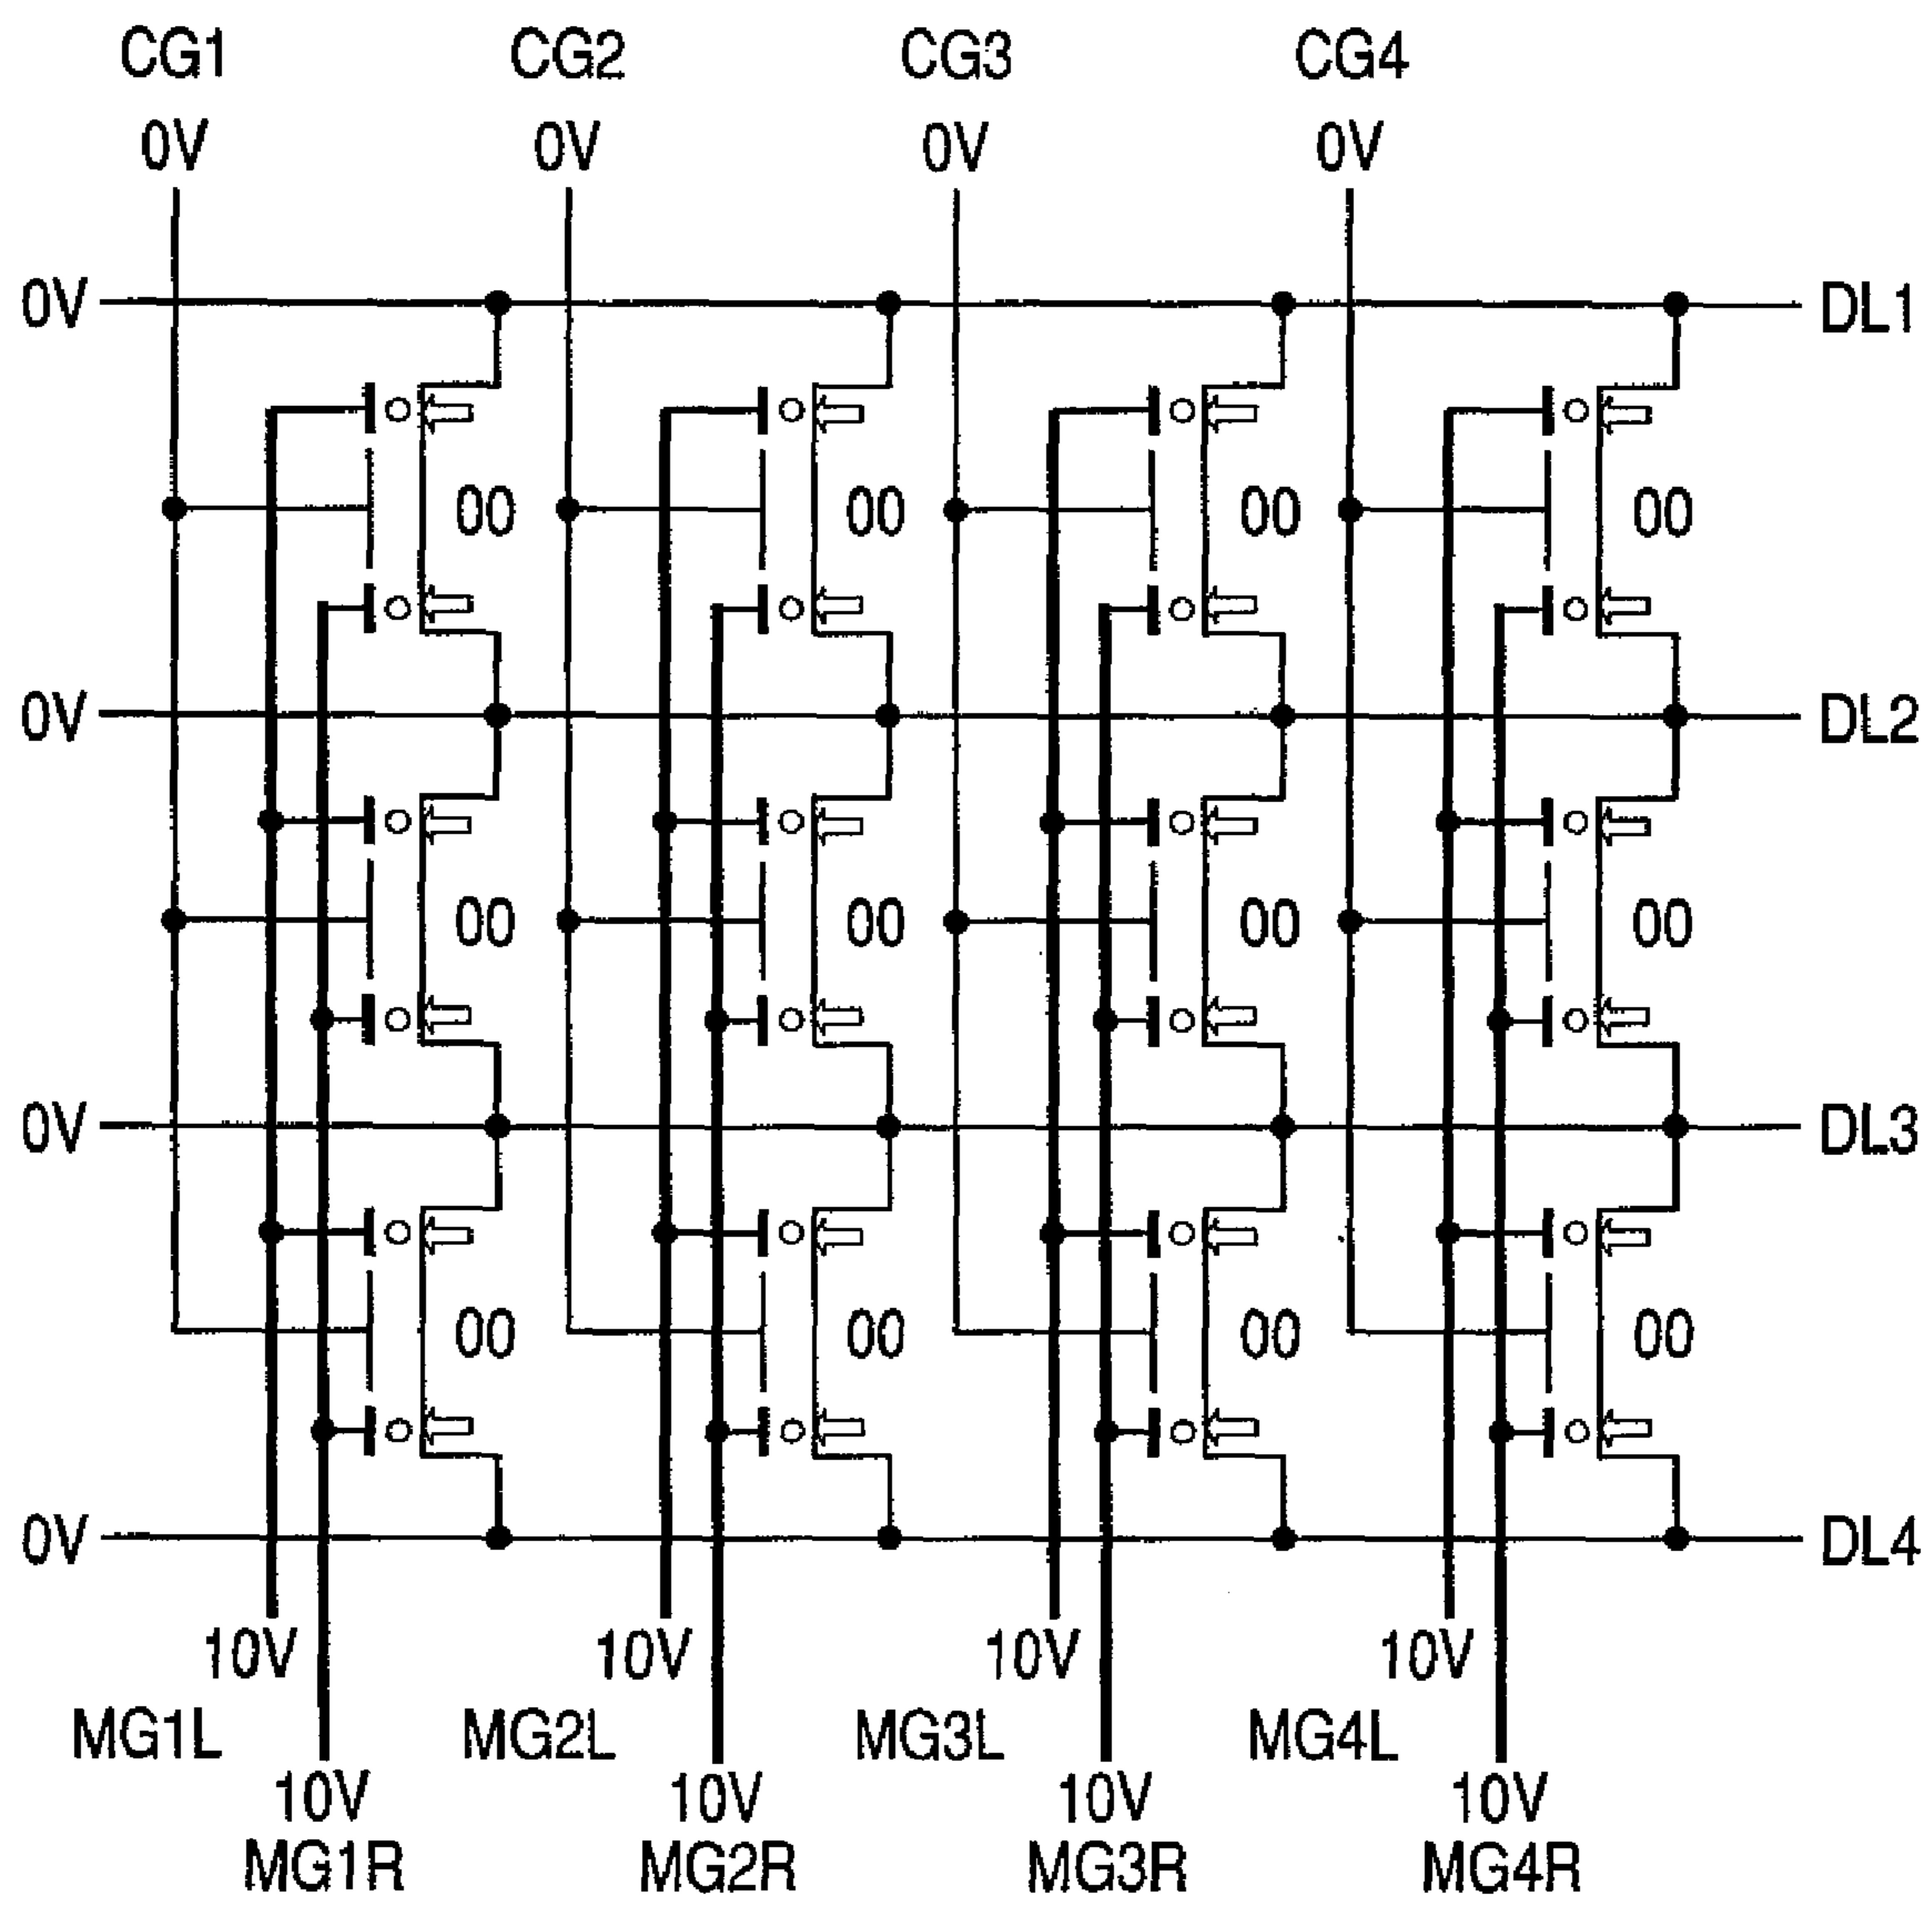 CG1 CG2 CG3 CG4
0V 0V 0V 0V
0V DL1
00 00 00 00
0V DL2
00 00 00 00
0V DL3
00 00 00 00
0V DL4
10V 10V 10V 10V
MG1L MG2L MG3L MG4L
10V 10V 10V 10V
MG1R MG2R MG3R MG4R